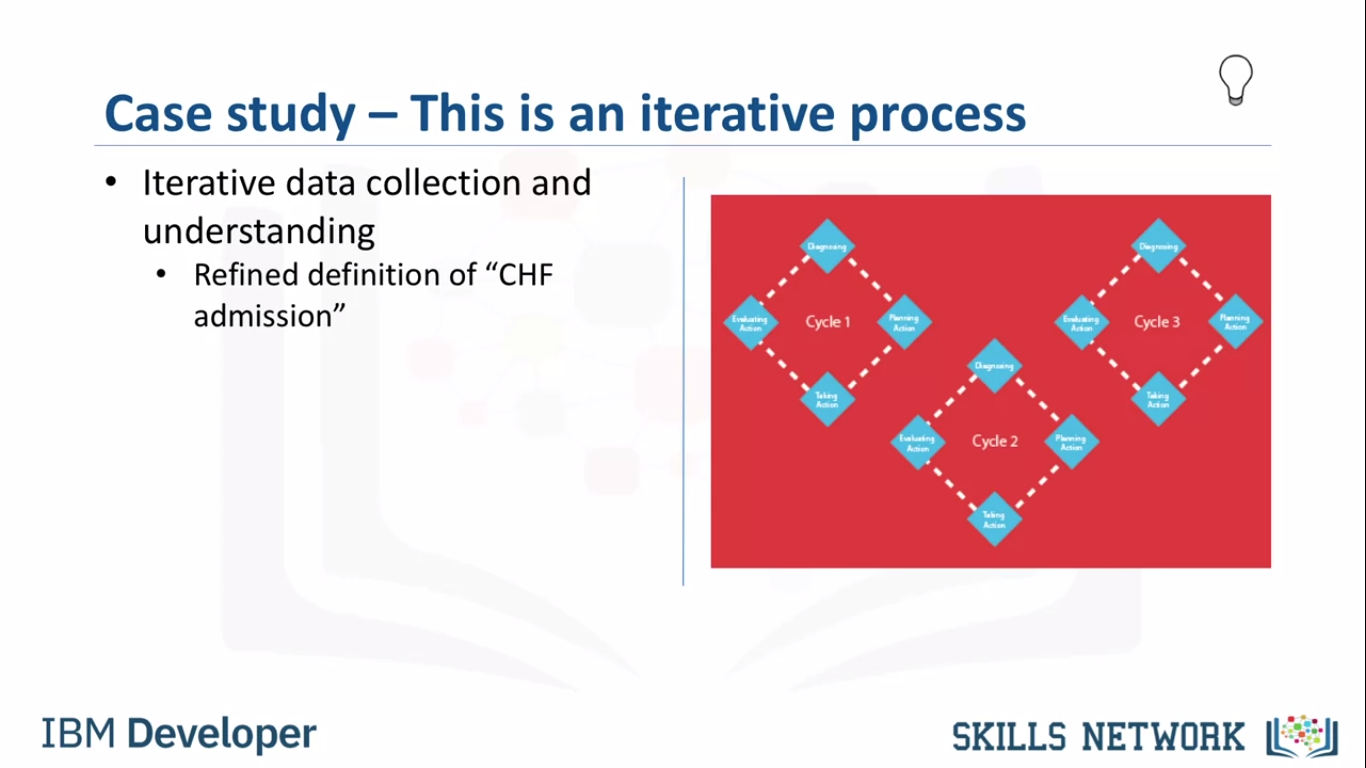 Case study – This is an iterative process
• Iterative data collection and
understanding
• Refined definition of “CHF
admission”
Diagnosing
Evaluating
Action
Cycle 1
Planning
Action
Taking
Action
Diagnosing
Evaluating
Action
Cycle 2
Planning
Action
Taking
Action
Diagnosing
Evaluating
Action
Cycle 3
Planning
Action
Taking
Action
IBM Developer
SKILLS NETWORK